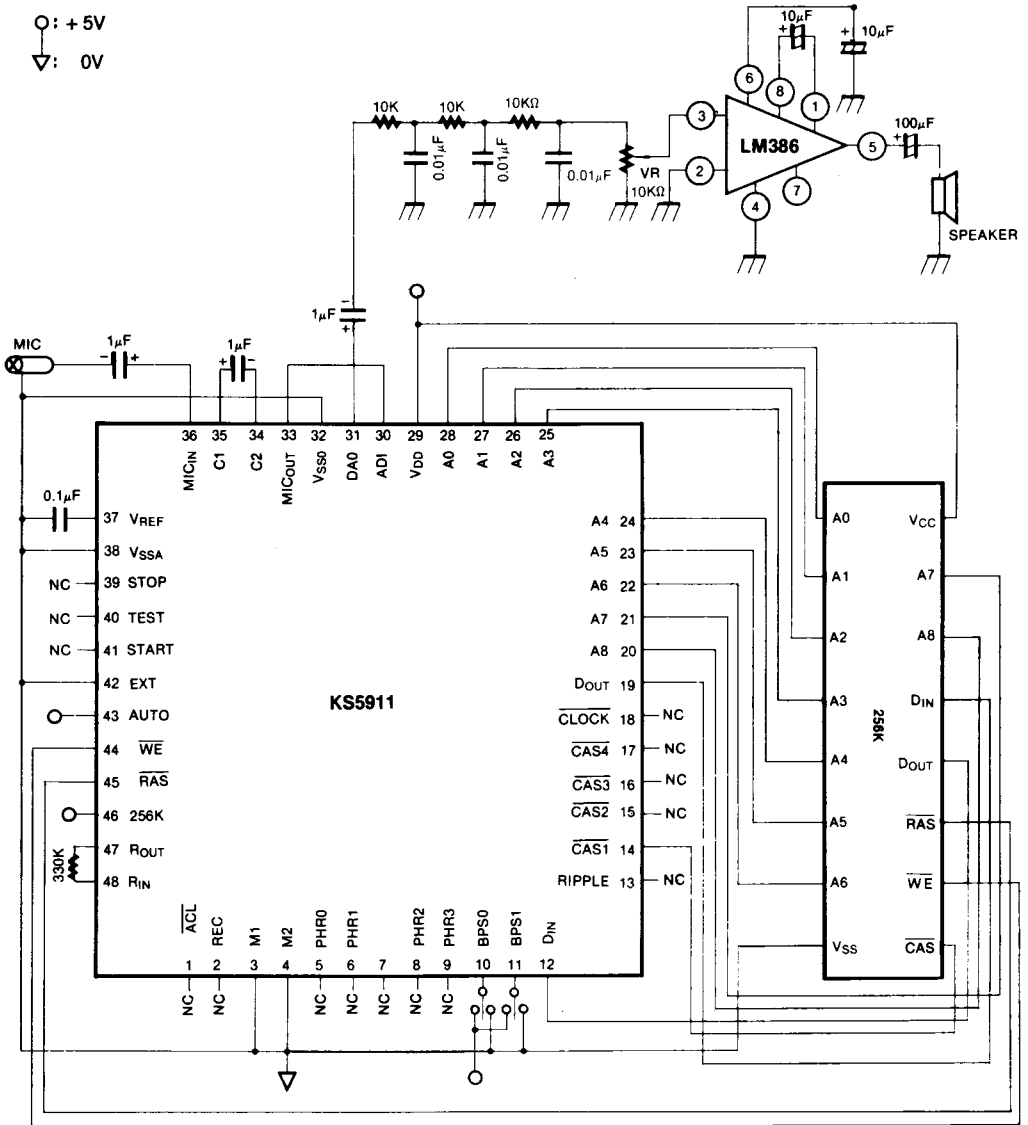 ○: +5V
▽: 0V
10K
10K
10KΩ
0.01μF
0.01μF
0.01μF
VR
10KΩ
10μF
10μF
6
8
1
3
2
LM386
5
7
4
100μF
SPEAKER
MIC
1μF
- +
1μF
+ -
1μF
-
+
36 35 34 33 32 31 30 29 28 27 26 25
MICIN C1 C2 MICOUT VSS0 DA0 ADI VDD A0 A1 A2 A3
0.1μF
37 VREF
38 VSSA
NC 39 STOP
NC 40 TEST
NC 41 START
42 EXT
43 AUTO
44 WE
45 RAS
46 256K
47 ROUT
330K
48 RIN
KS5911
A4 24
A5 23
A6 22
A7 21
A8 20
DOUT 19
CLOCK 18 NC
CAS4 17 NC
CAS3 16 NC
CAS2 15 NC
CAS1 14
RIPPLE 13 NC
ACL REC M1 M2 PHR0 PHR1 PHR2 PHR3 BPS0 BPS1 DIN
1 2 3 4 5 6 7 8 9 10 11 12
NC NC NC NC NC NC NC
A0 VCC
A1 A7
A2 A8
A3 DIN
256K
A4 DOUT
A5 RAS
A6 WE
VSS CAS